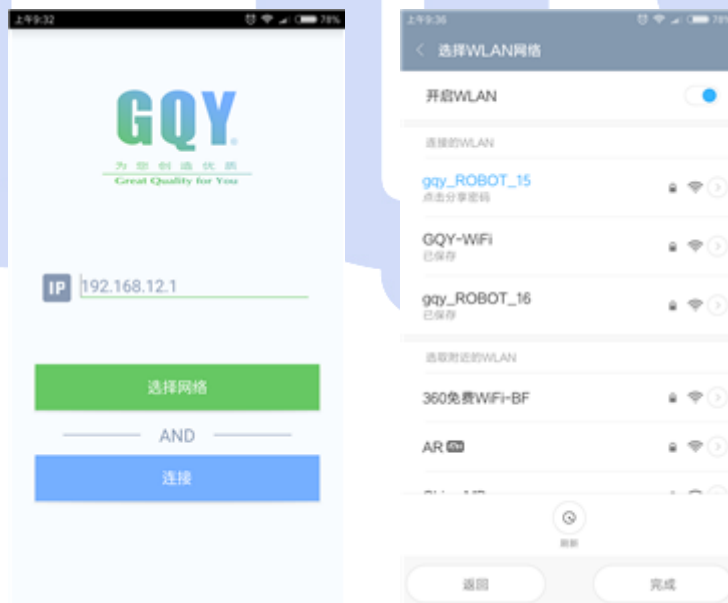 上午9:32
78%
GQY
为您创造优质
Great Quality for You
IP 192.168.12.1
选择网络
AND
连接
上午9:36
78%
选择WLAN网络
开启WLAN
连接的WLAN
gqy_ROBOT_15
点击分享密码
GQY-WiFi
已保存
gqy_ROBOT_16
已保存
选取附近的WLAN
360免费WiFi-BF
AR
刷新
返回
完成